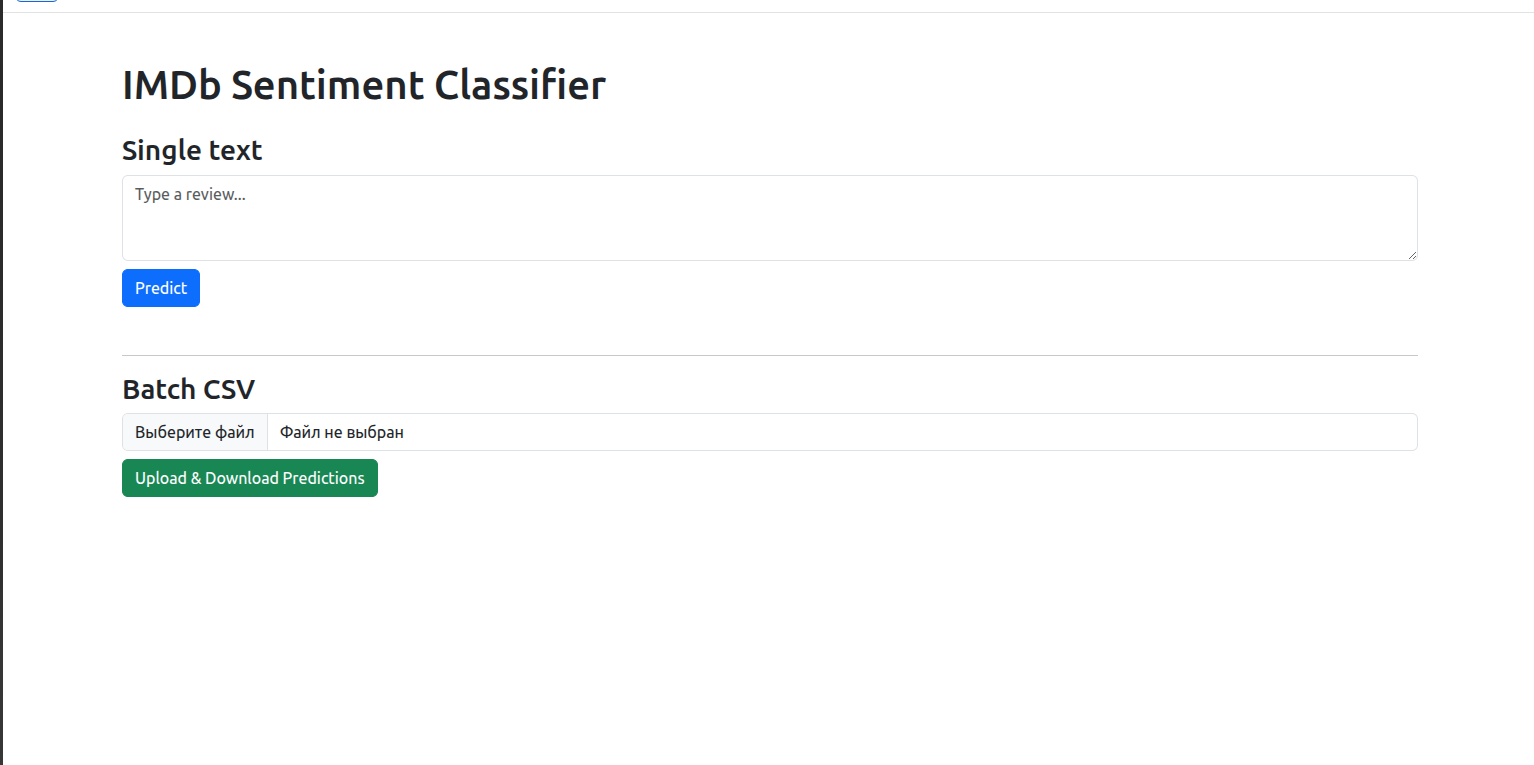 IMDb Sentiment Classifier
Single text
Type a review...
Predict
Batch CSV
Выберите файл Файл не выбран
Upload & Download Predictions